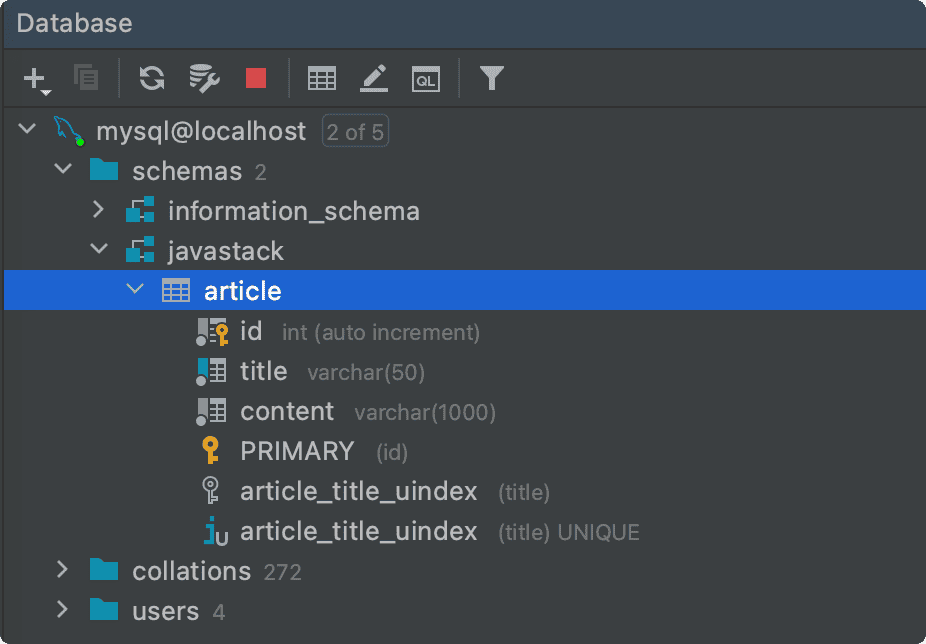 Database
QL
mysql@localhost 2 of 5
schemas 2
information_schema
javastack
article
id int (auto increment)
title varchar(50)
content varchar(1000)
PRIMARY (id)
article_title_uindex (title)
article_title_uindex (title) UNIQUE
collations 272
users 4